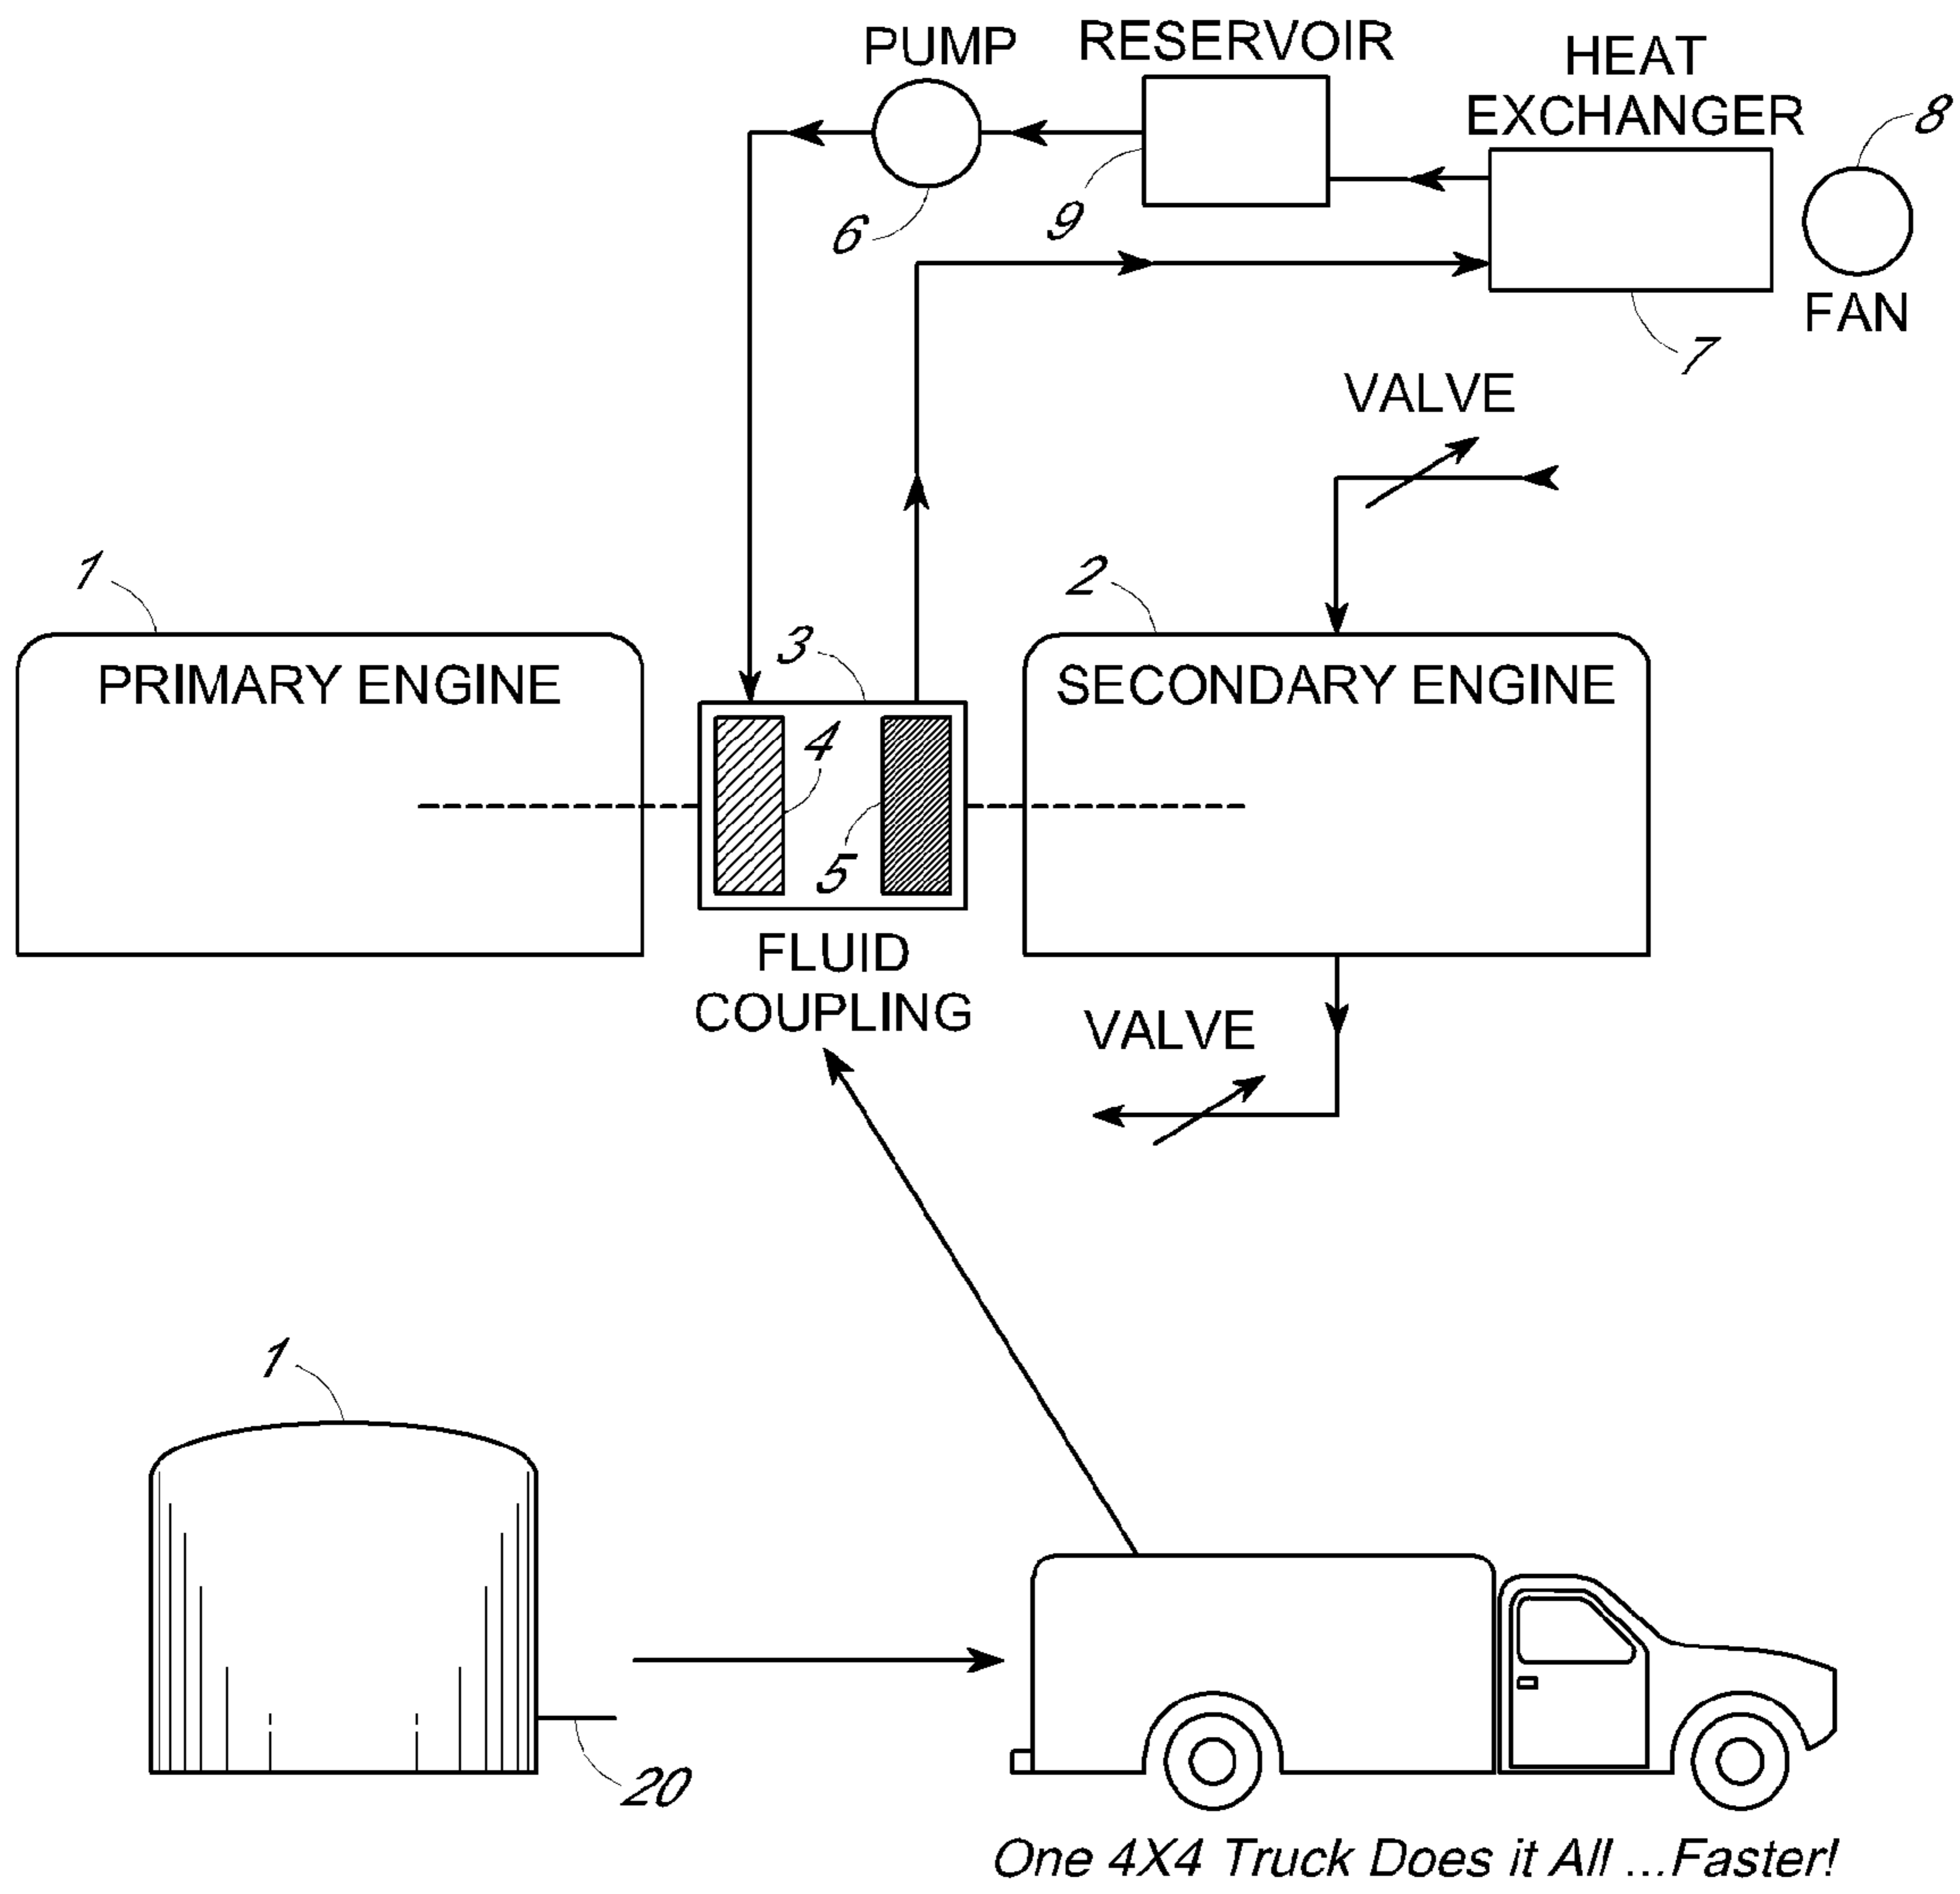 PUMP
RESERVOIR
HEAT
EXCHANGER
8
6
9
FAN
7
VALVE
1
2
3
PRIMARY ENGINE
SECONDARY ENGINE
4
5
FLUID
COUPLING
VALVE
1
20
One 4X4 Truck Does it All ...Faster!